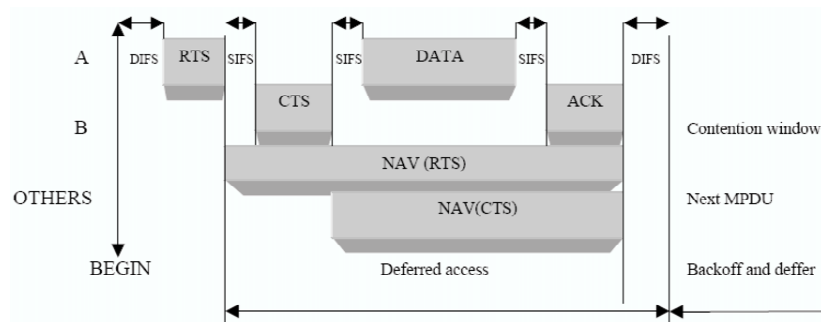 A DIFS RTS SIFS SIFS DATA SIFS DIFS
CTS ACK
B Contention window
NAV (RTS)
OTHERS Next MPDU
NAV(CTS)
BEGIN Deferred access Backoff and deffer